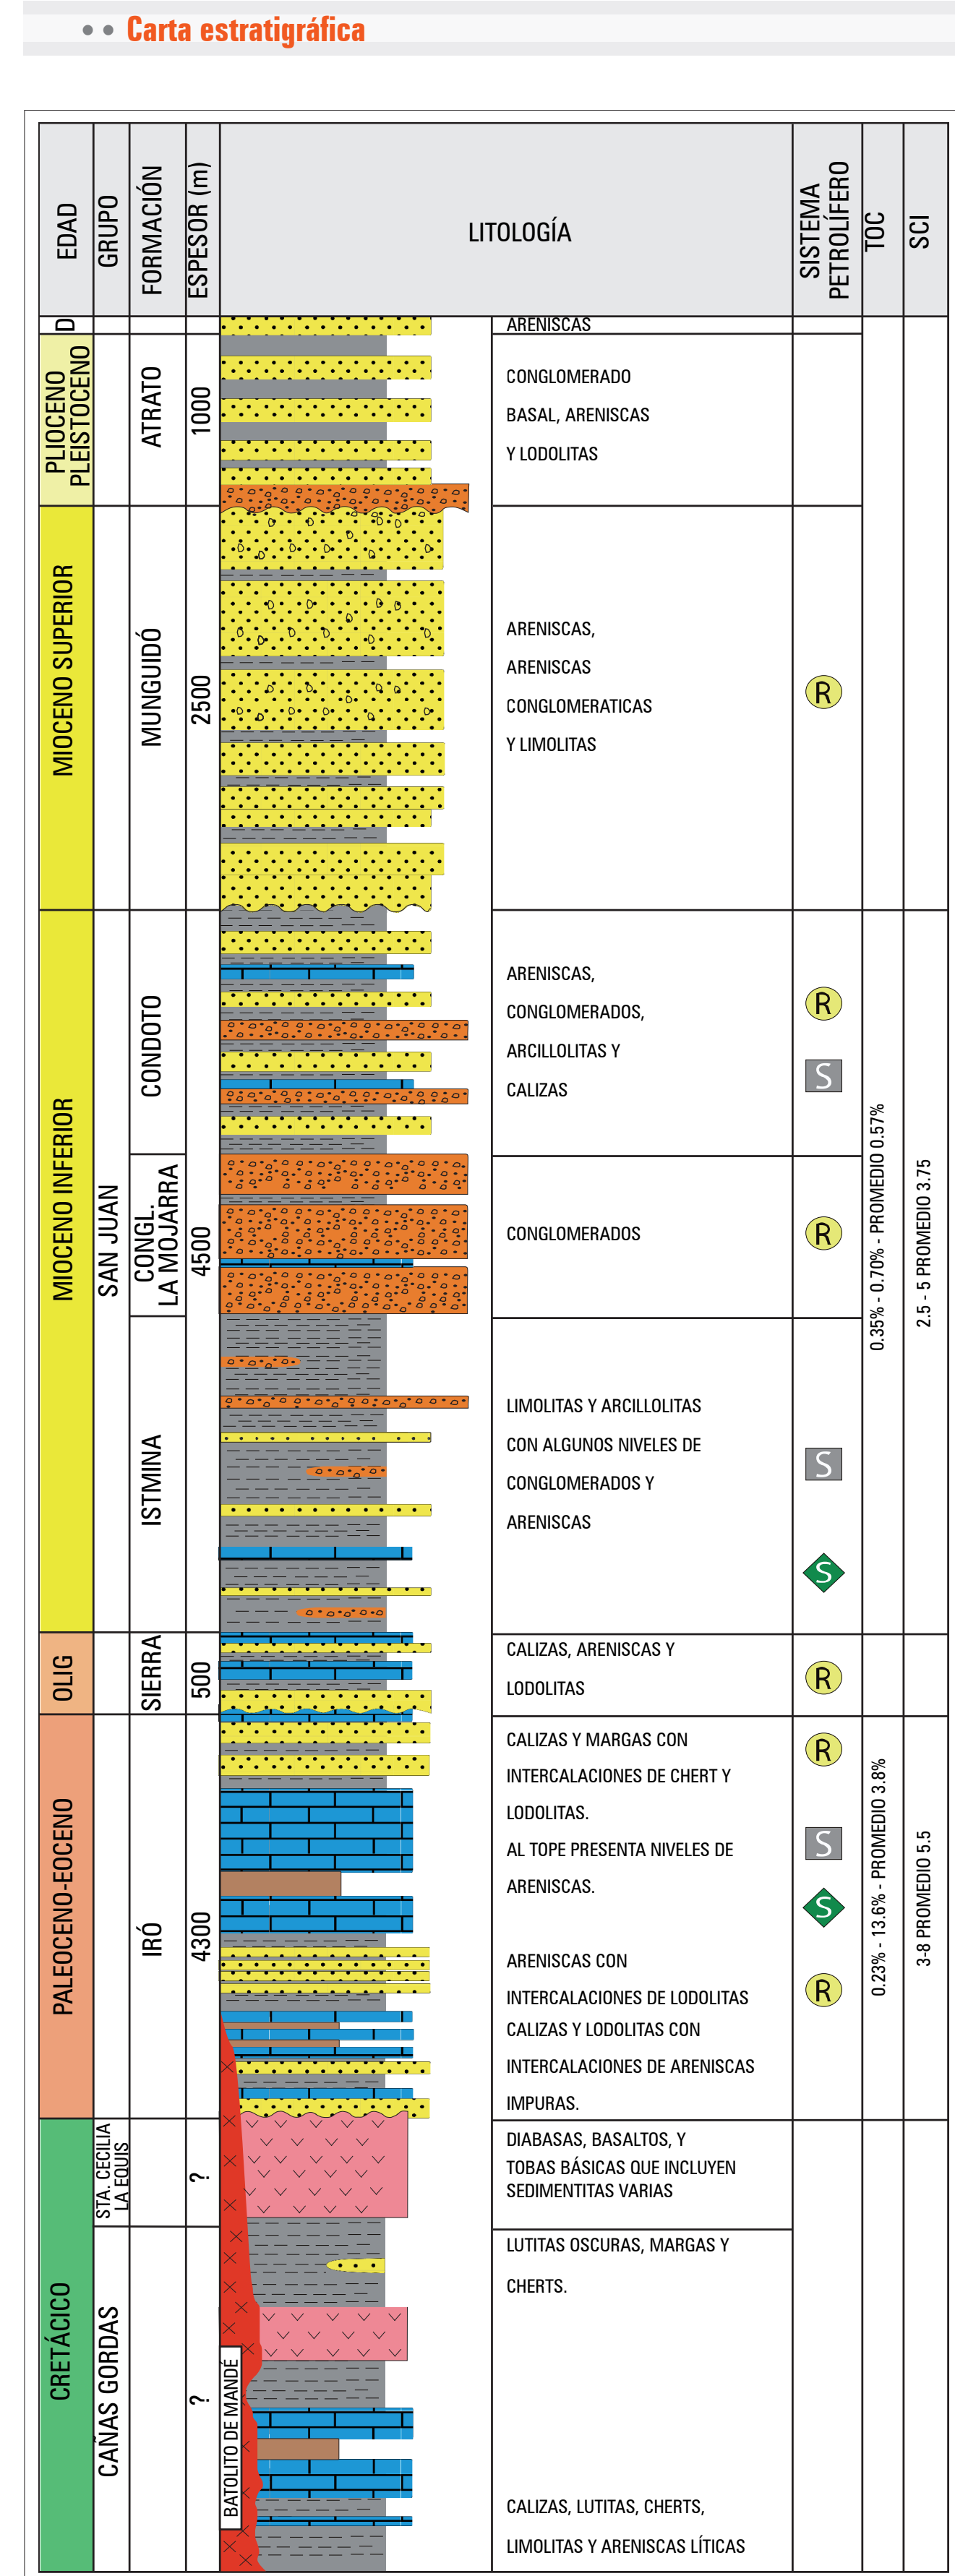 Carta estratigráfica
EDAD
GRUPO
FORMACIÓN
ESPESOR (m)
LITOLOGÍA
SISTEMA
PETROLÍFERO
TOC
SCI
D
ARENISCAS
PLIOCENO
PLEISTOCENO
ATRATO
1000
CONGLOMERADO
BASAL, ARENISCAS
Y LODOLITAS
MIOCENO SUPERIOR
MUNGUIDÓ
2500
ARENISCAS,
ARENISCAS
CONGLOMERATICAS
Y LIMOLITAS
R
MIOCENO INFERIOR
SAN JUAN
CONDOTO
4500
ARENISCAS,
CONGLOMERADOS,
ARCILLOLITAS Y
CALIZAS
R
S
0.35% - 0.70% - PROMEDIO 0.57%
2.5 - 5 PROMEDIO 3.75
CONGL.
LA MOJARRA
CONGLOMERADOS
R
ISTMINA
LIMOLITAS Y ARCILLOLITAS
CON ALGUNOS NIVELES DE
CONGLOMERADOS Y
ARENISCAS
S
S
OLIG
SIERRA
500
CALIZAS, ARENISCAS Y
LODOLITAS
R
PALEOCENO-EOCENO
IRÓ
4300
CALIZAS Y MARGAS CON
INTERCALACIONES DE CHERT Y
LODOLITAS.
AL TOPE PRESENTA NIVELES DE
ARENISCAS.
ARENISCAS CON
INTERCALACIONES DE LODOLITAS
CALIZAS Y LODOLITAS CON
INTERCALACIONES DE ARENISCAS
IMPURAS.
R
S
S
R
0.23% - 13.6% - PROMEDIO 3.8%
3-8 PROMEDIO 5.5
CRETÁCICO
STA. CECILIA
LA EQUIS
?
DIABASAS, BASALTOS, Y
TOBAS BÁSICAS QUE INCLUYEN
SEDIMENTITAS VARIAS
CAÑAS GORDAS
?
BATOLITO DE MANDÉ
LUTITAS OSCURAS, MARGAS Y
CHERTS.
CALIZAS, LUTITAS, CHERTS,
LIMOLITAS Y ARENISCAS LÍTICAS